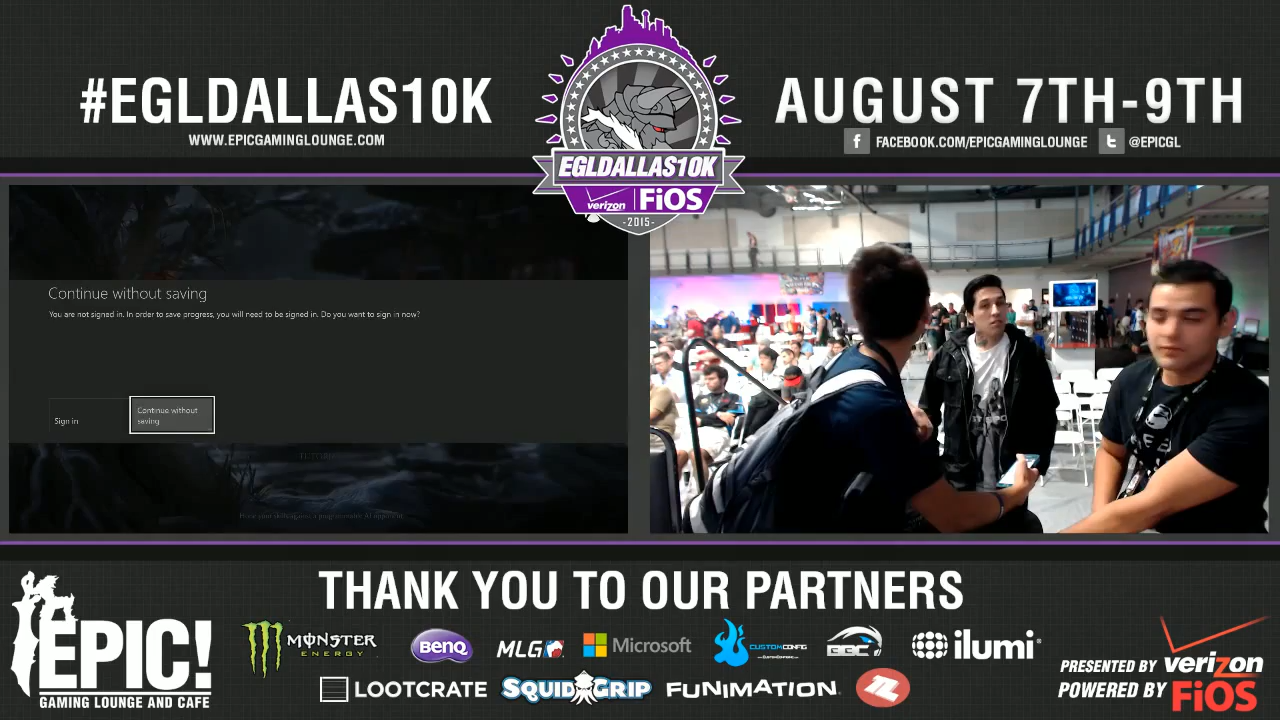 #EGLDALLAS10K
WWW.EPICGAMINGLOUNGE.COM
EGLDALLAS10K
verizon FiOS
-2015-
AUGUST 7TH-9TH
f FACEBOOK.COM/EPICGAMINGLOUNGE t @EPICGL
Continue without saving
You are not signed in. In order to save progress, you will need to be signed in. Do you want to sign in now?
Sign in
Continue without
saving
TUTORIAL
THANK YOU TO OUR PARTNERS
EPIC!
GAMING LOUNGE AND CAFE
MONSTER
ENERGY
BenQ
MLG
Microsoft
CUSTOMCONFIG
ilumi
LOOTCRATE
SQUID GRIP
FUNIMATION
PRESENTED BY verizon
POWERED BY FiOS